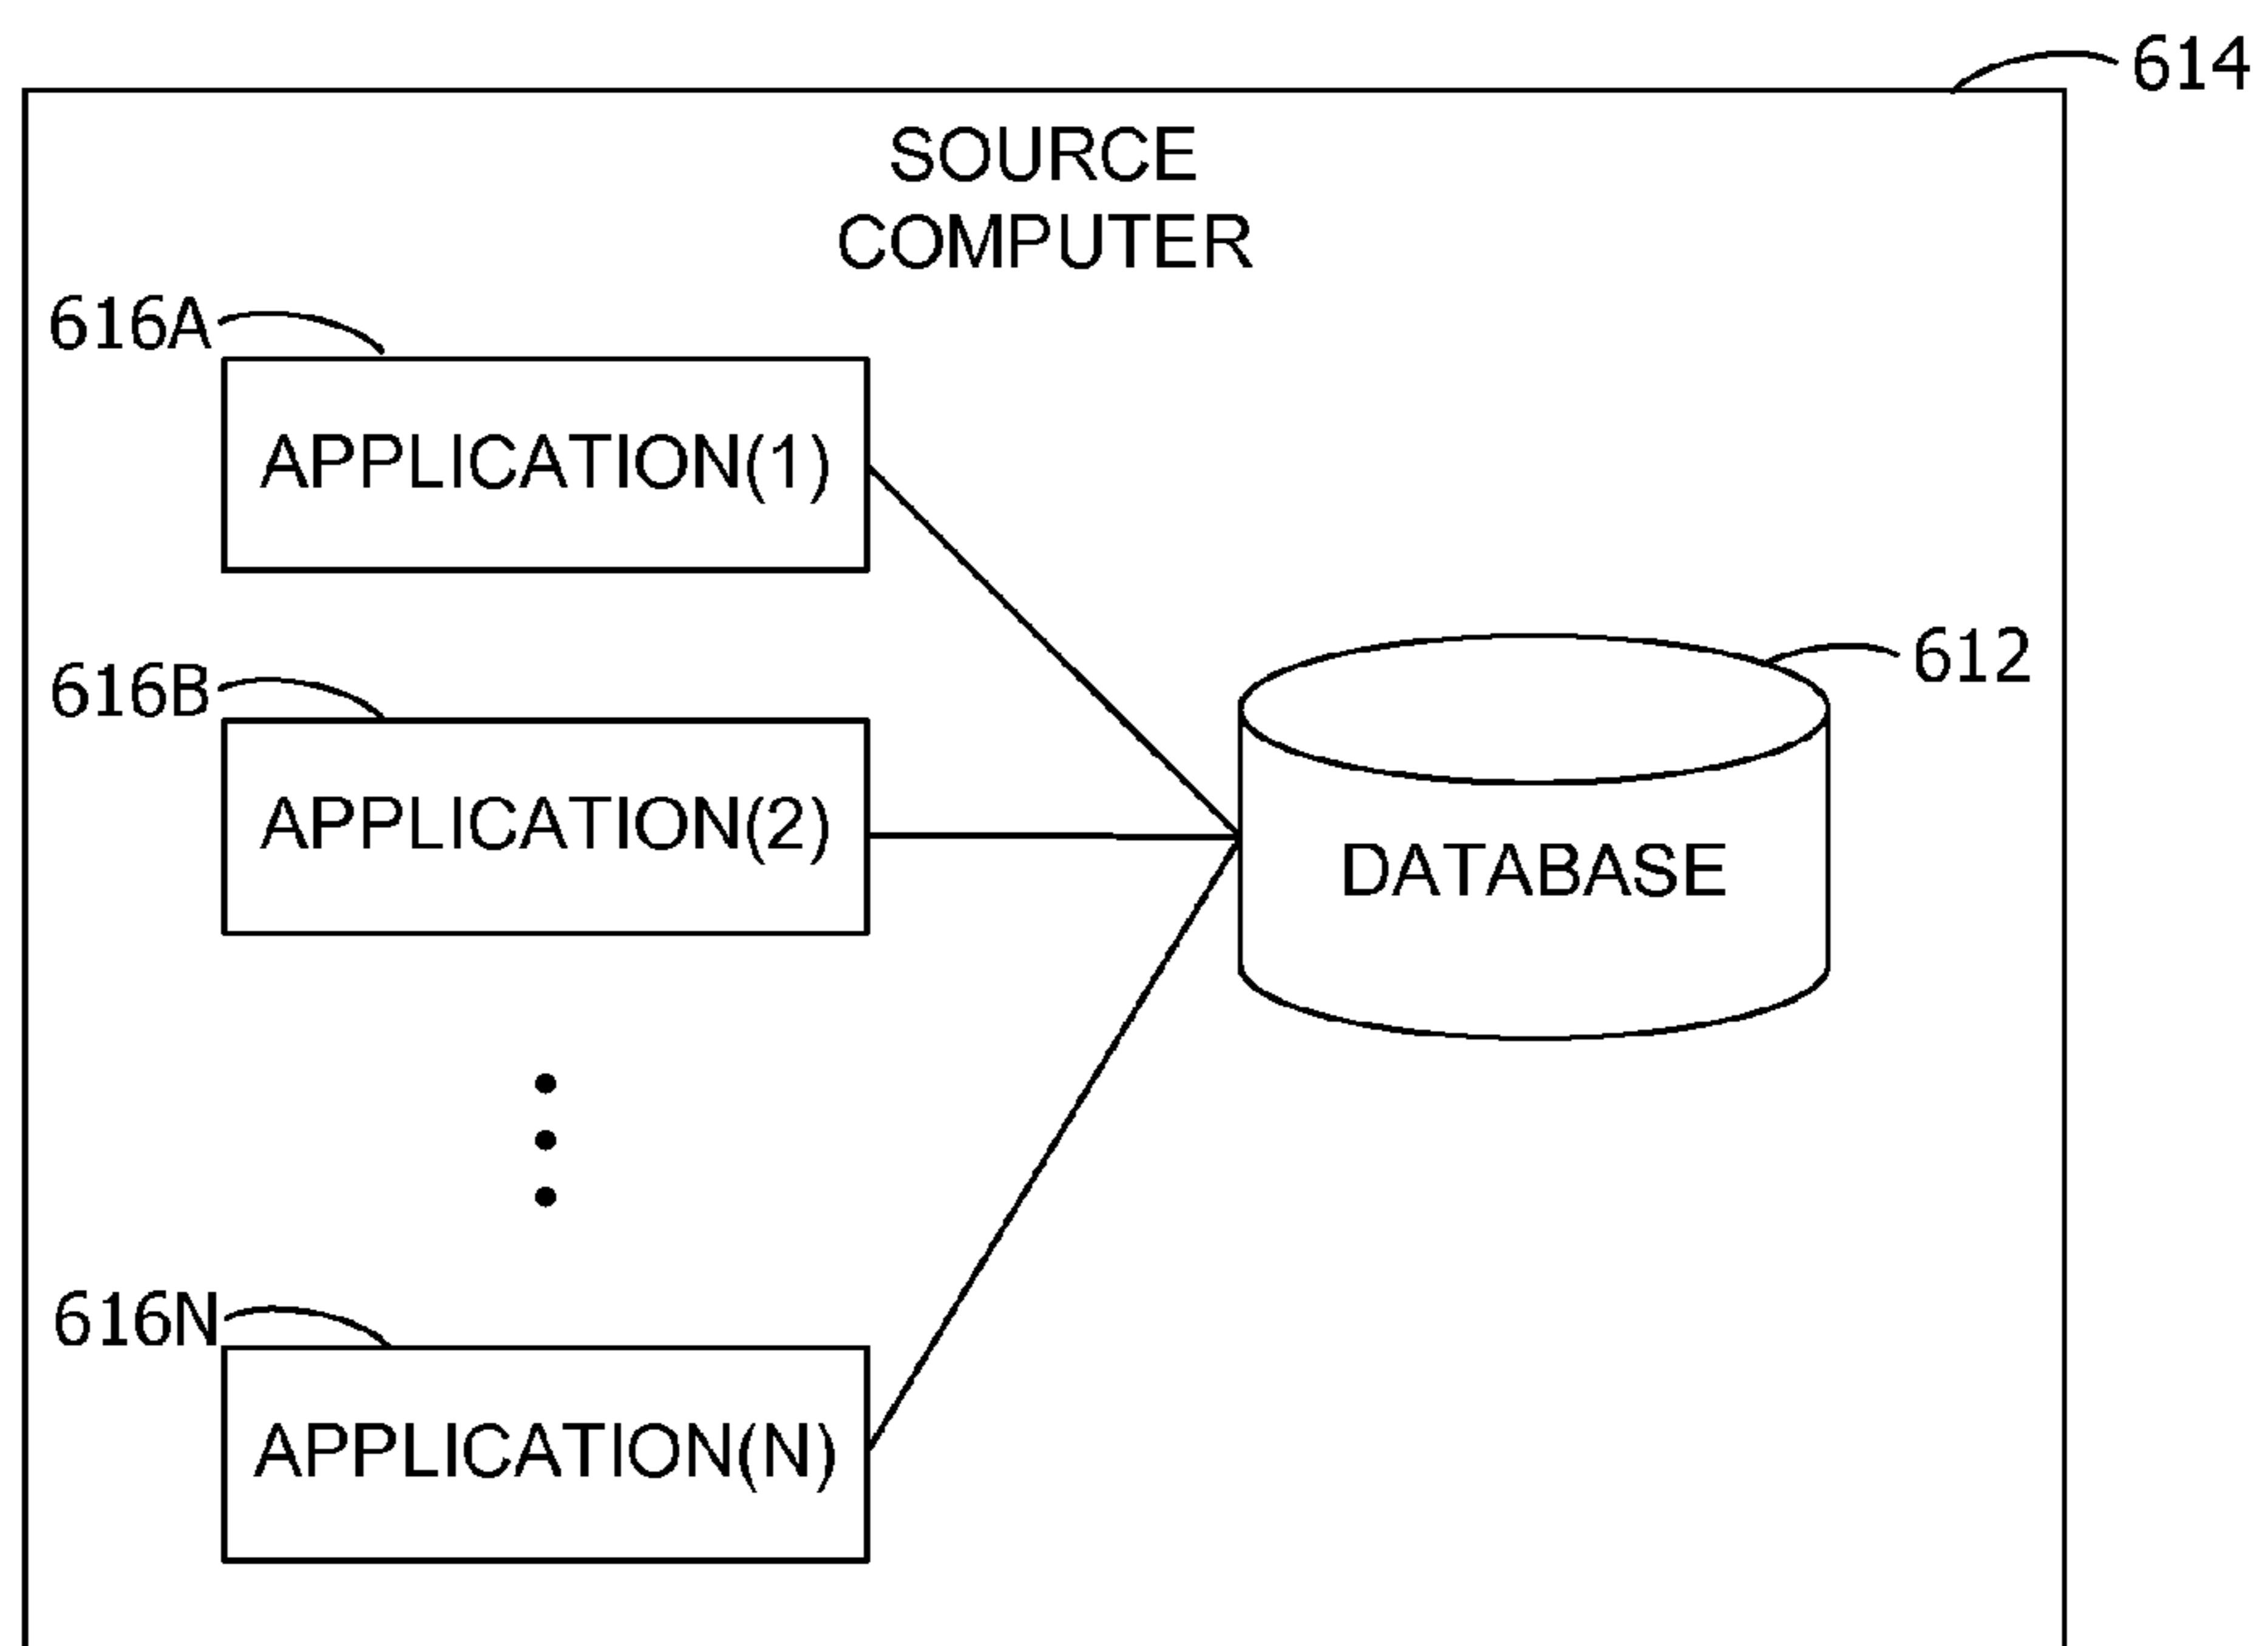 614
SOURCE
COMPUTER
616A
APPLICATION(1)
612
616B
APPLICATION(2)
DATABASE
616N
APPLICATION(N)